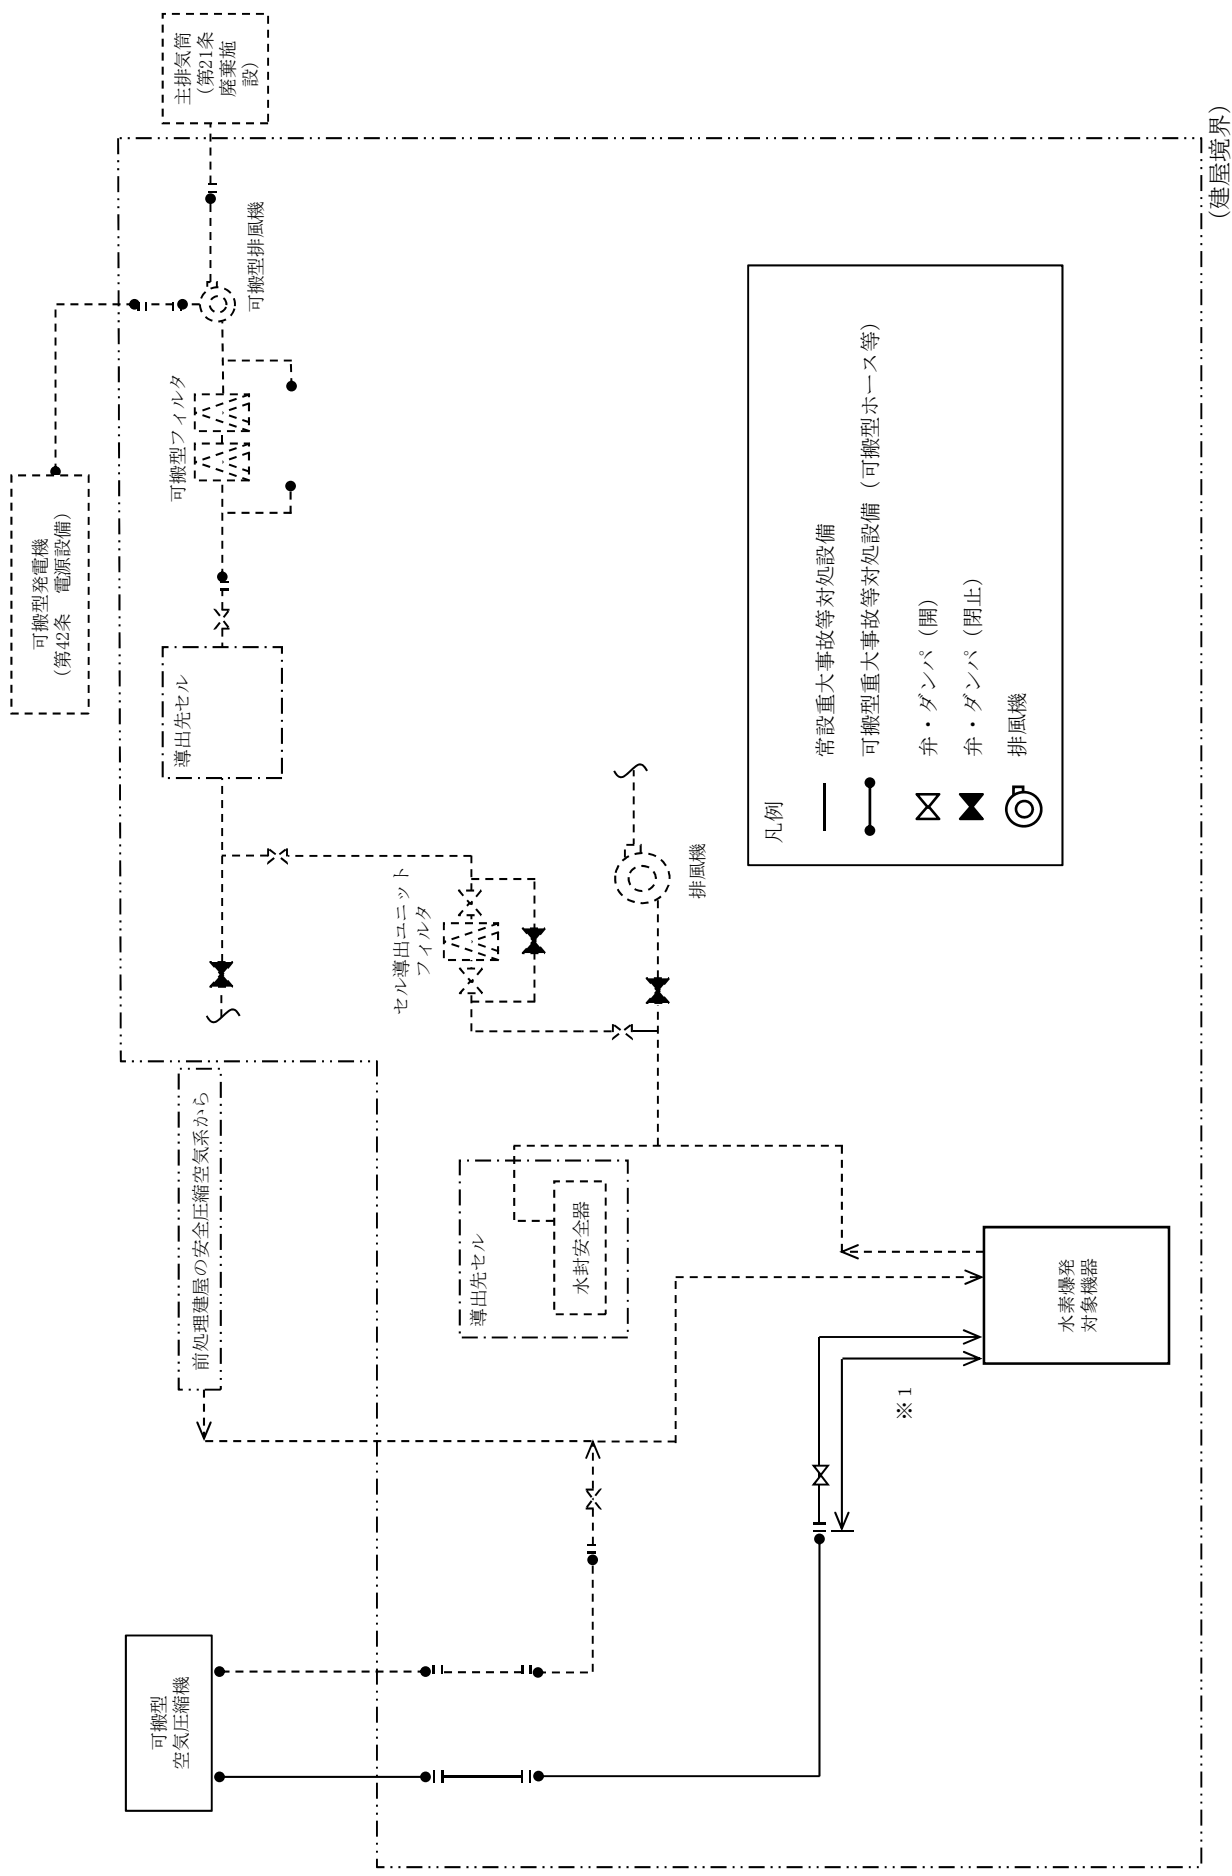 主排気筒
(第21条
廃棄施
設)
(建屋境界)
可搬型排風機
可搬型フィルタ
可搬型発電機
(第42条　電源設備)
導出先セル
セル導出ユニット
フィルタ
排風機
凡例
常設重大事故等対処設備
可搬型重大事故等対処設備（可搬型ホース等）
弁・ダンパ（開）
弁・ダンパ（閉止）
排風機
前処理建屋の安全圧縮空気系から
導出先セル
水封安全器
水素爆発
対象機器
※1
可搬型
空気圧縮機